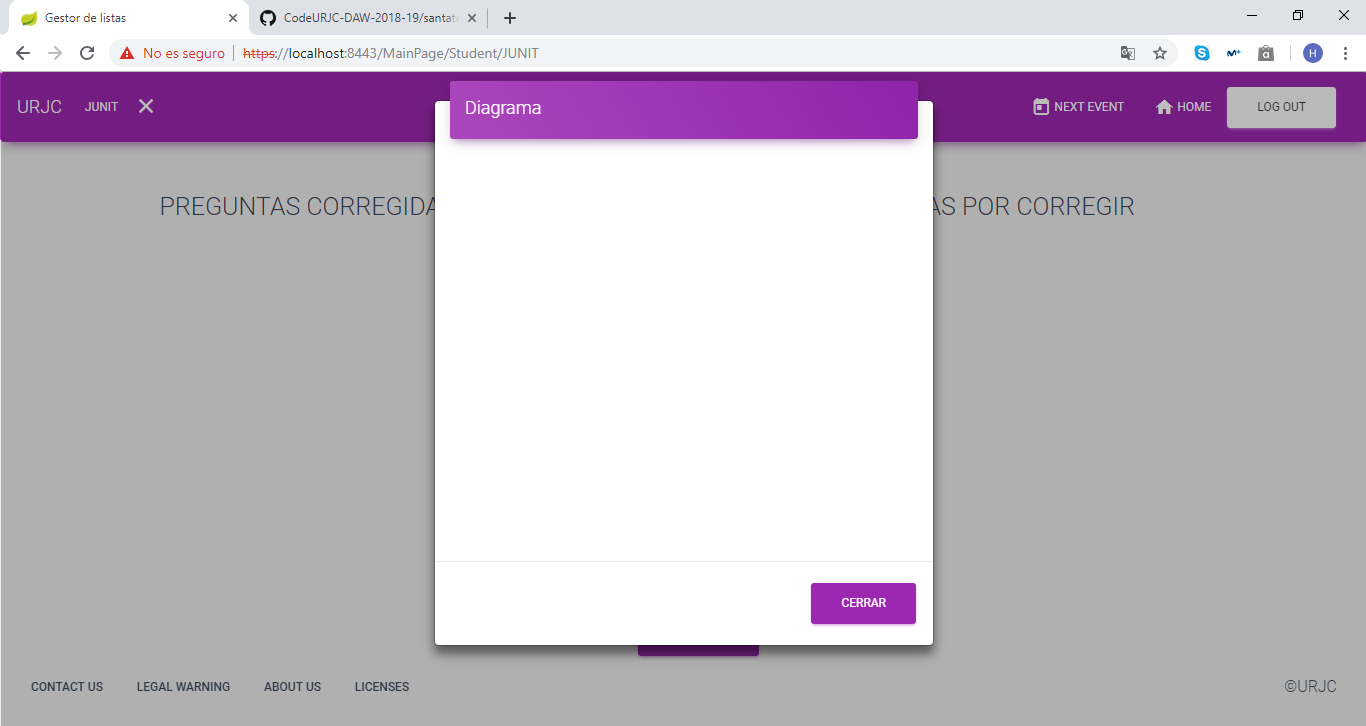 Gestor de listas
CodeURJC-DAW-2018-19/santat
No es seguro
https://localhost:8443/MainPage/Student/JUNIT
H
URJC
JUNIT
Diagrama
NEXT EVENT
HOME
LOG OUT
PREGUNTAS CORREGIDA
AS POR CORREGIR
CERRAR
CONTACT US
LEGAL WARNING
ABOUT US
LICENSES
©URJC